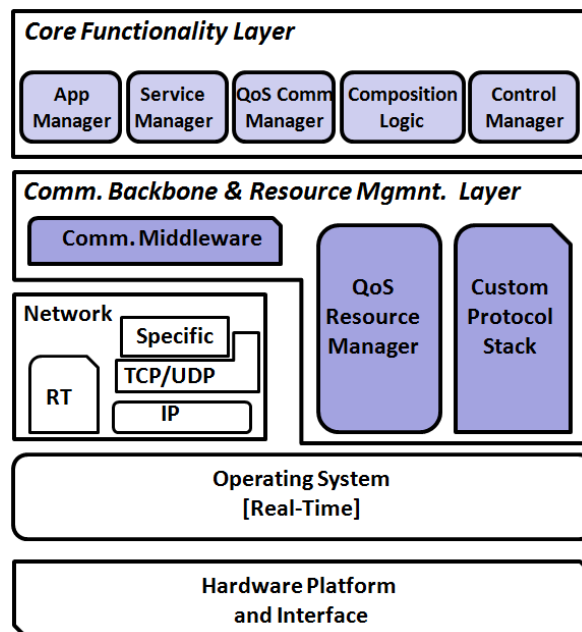 Core Functionality Layer
App
Manager
Service
Manager
QoS Comm
Manager
Composition
Logic
Control
Manager
Comm. Backbone & Resource Mgmnt. Layer
Comm. Middleware
QoS
Resource
Manager
Custom
Protocol
Stack
Network
Specific
TCP/UDP
RT
IP
Operating System
[Real-Time]
Hardware Platform
and Interface